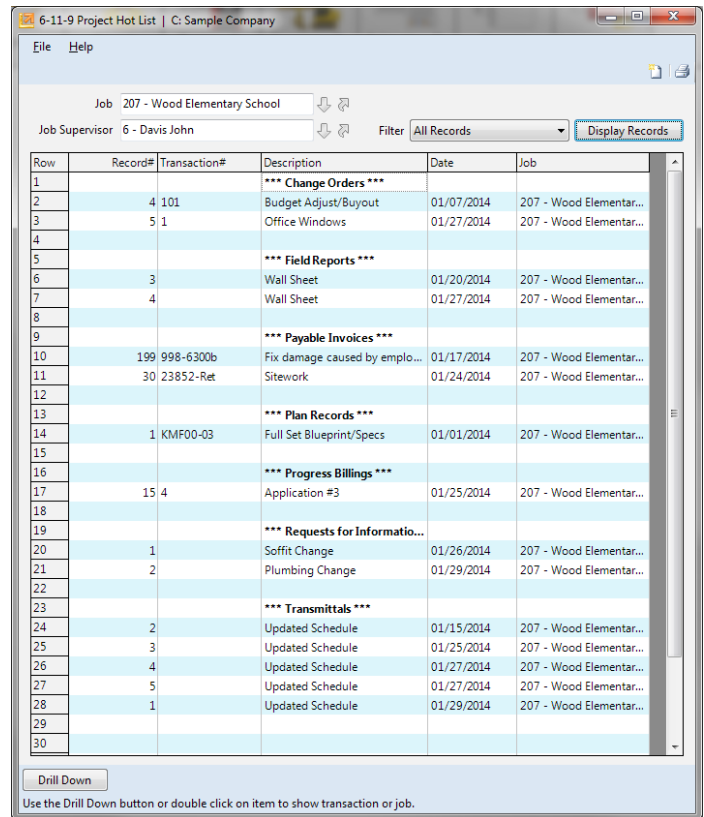 6-11-9 Project Hot List | C: Sample Company
File Help
Job 207 - Wood Elementary School
Job Supervisor 6 - Davis John Filter All Records Display Records
Row Record# Transaction# Description Date Job
1 *** Change Orders ***
2 4 101 Budget Adjust/Buyout 01/07/2014 207 - Wood Elementar...
3 5 1 Office Windows 01/27/2014 207 - Wood Elementar...
4
5 *** Field Reports ***
6 3 Wall Sheet 01/20/2014 207 - Wood Elementar...
7 4 Wall Sheet 01/27/2014 207 - Wood Elementar...
8
9 *** Payable Invoices ***
10 199 998-6300b Fix damage caused by emplo... 01/17/2014 207 - Wood Elementar...
11 30 23852-Ret Sitework 01/24/2014 207 - Wood Elementar...
12
13 *** Plan Records ***
14 1 KMF00-03 Full Set Blueprint/Specs 01/01/2014 207 - Wood Elementar...
15
16 *** Progress Billings ***
17 15 4 Application #3 01/25/2014 207 - Wood Elementar...
18
19 *** Requests for Informatio...
20 1 Soffit Change 01/26/2014 207 - Wood Elementar...
21 2 Plumbing Change 01/29/2014 207 - Wood Elementar...
22
23 *** Transmittals ***
24 2 Updated Schedule 01/15/2014 207 - Wood Elementar...
25 3 Updated Schedule 01/25/2014 207 - Wood Elementar...
26 4 Updated Schedule 01/27/2014 207 - Wood Elementar...
27 5 Updated Schedule 01/27/2014 207 - Wood Elementar...
28 1 Updated Schedule 01/29/2014 207 - Wood Elementar...
29
30
Drill Down
Use the Drill Down button or double click on item to show transaction or job.